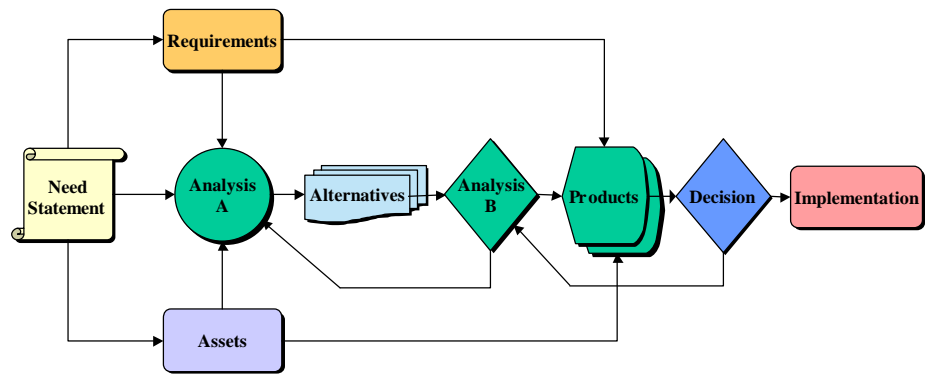 Requirements
Need
Statement
Analysis
A
Alternatives
Analysis
B
Products
Decision
Implementation
Assets